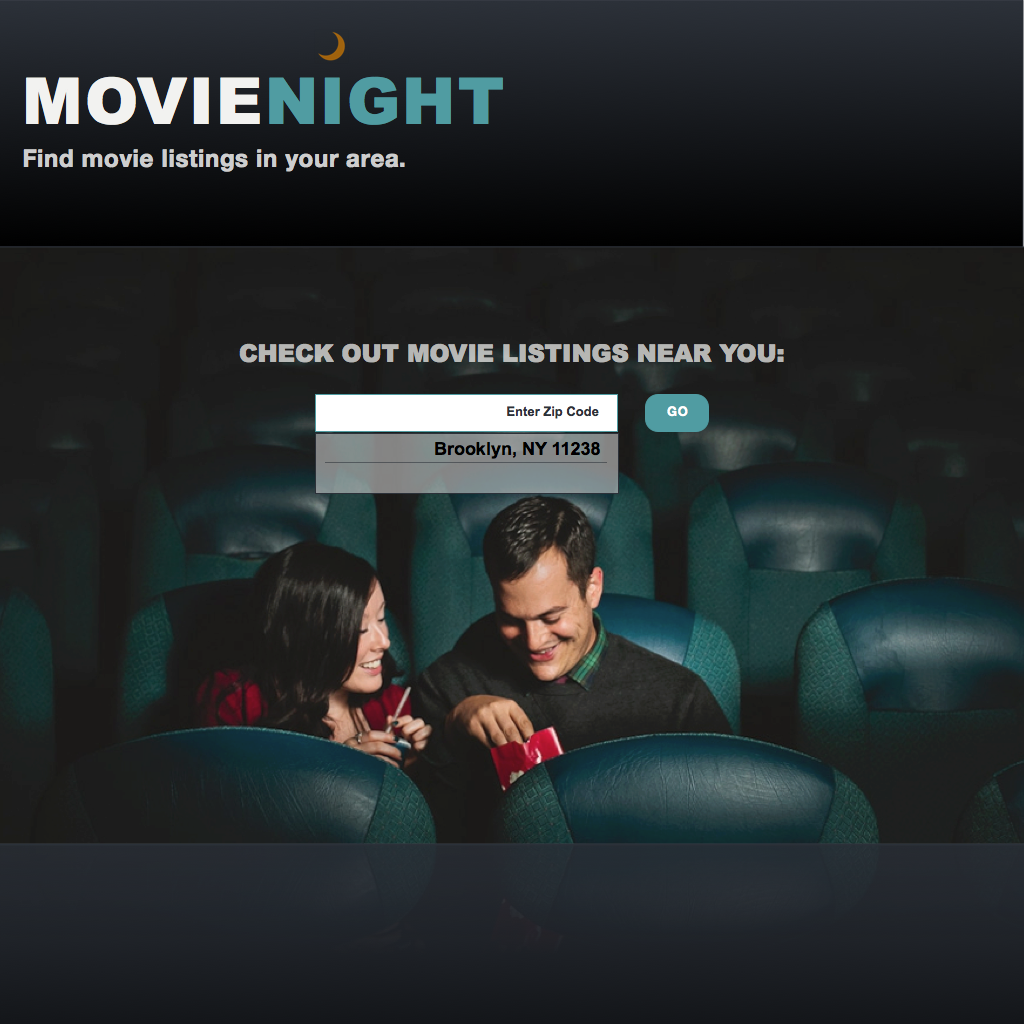 MOVIENIGHT
Find movie listings in your area.
CHECK OUT MOVIE LISTINGS NEAR YOU:
Enter Zip Code
GO
Brooklyn, NY 11238